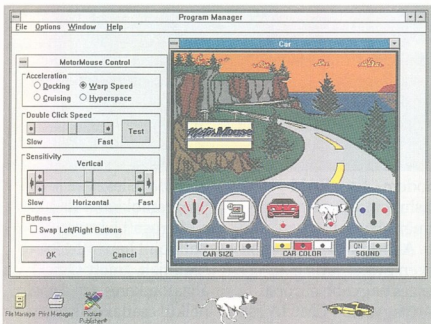 Program Manager
File Options Window Help
MotorMouse Control
Acceleration
Docking Warp Speed
Cruising Hyperspace
Double Click Speed
Test
Slow Fast
Sensitivity
Vertical
Slow Horizontal Fast
Buttons
Swap Left/Right Buttons
OK Cancel
Car
MotorMouse
ON
CAR SIZE CAR COLOR SOUND
File Manager Print Manager Picture
Publisher®